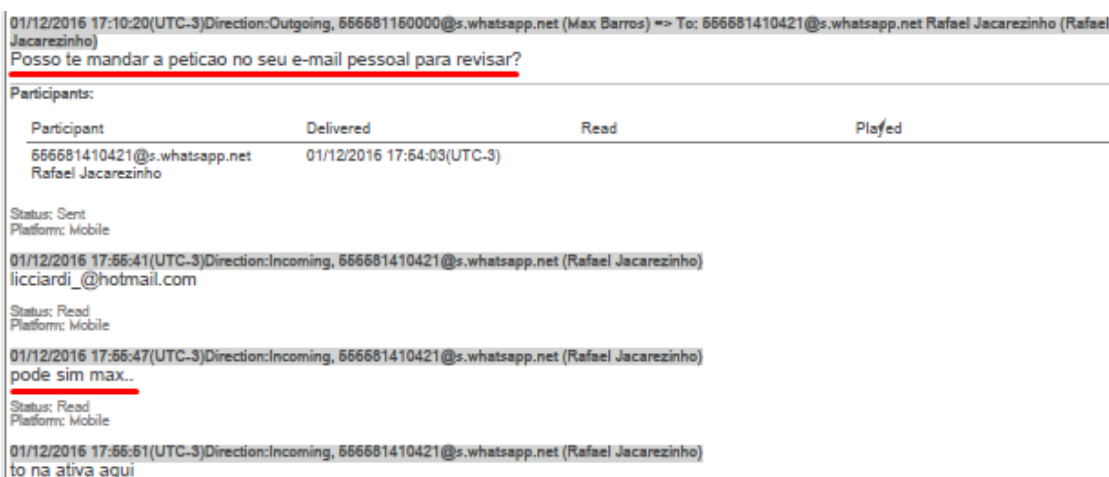 01/12/2016 17:10:20(UTC-3)Direction:Outgoing, 556681150000@s.whatsapp.net (Max Barros) => To: 556681410421@s.whatsapp.net Rafael Jacarezinho (Rafael
Jacarezinho)
Posso te mandar a peticao no seu e-mail pessoal para revisar?
Participants:
Participant Delivered Read Played
556681410421@s.whatsapp.net 01/12/2016 17:54:03(UTC-3)
Rafael Jacarezinho
Status: Sent
Platform: Mobile
01/12/2016 17:55:41(UTC-3)Direction:Incoming, 556681410421@s.whatsapp.net (Rafael Jacarezinho)
licciardi_@hotmail.com
Status: Read
Platform: Mobile
01/12/2016 17:55:47(UTC-3)Direction:Incoming, 556681410421@s.whatsapp.net (Rafael Jacarezinho)
pode sim max..
Status: Read
Platform: Mobile
01/12/2016 17:55:51(UTC-3)Direction:Incoming, 556681410421@s.whatsapp.net (Rafael Jacarezinho)
to na ativa aqui